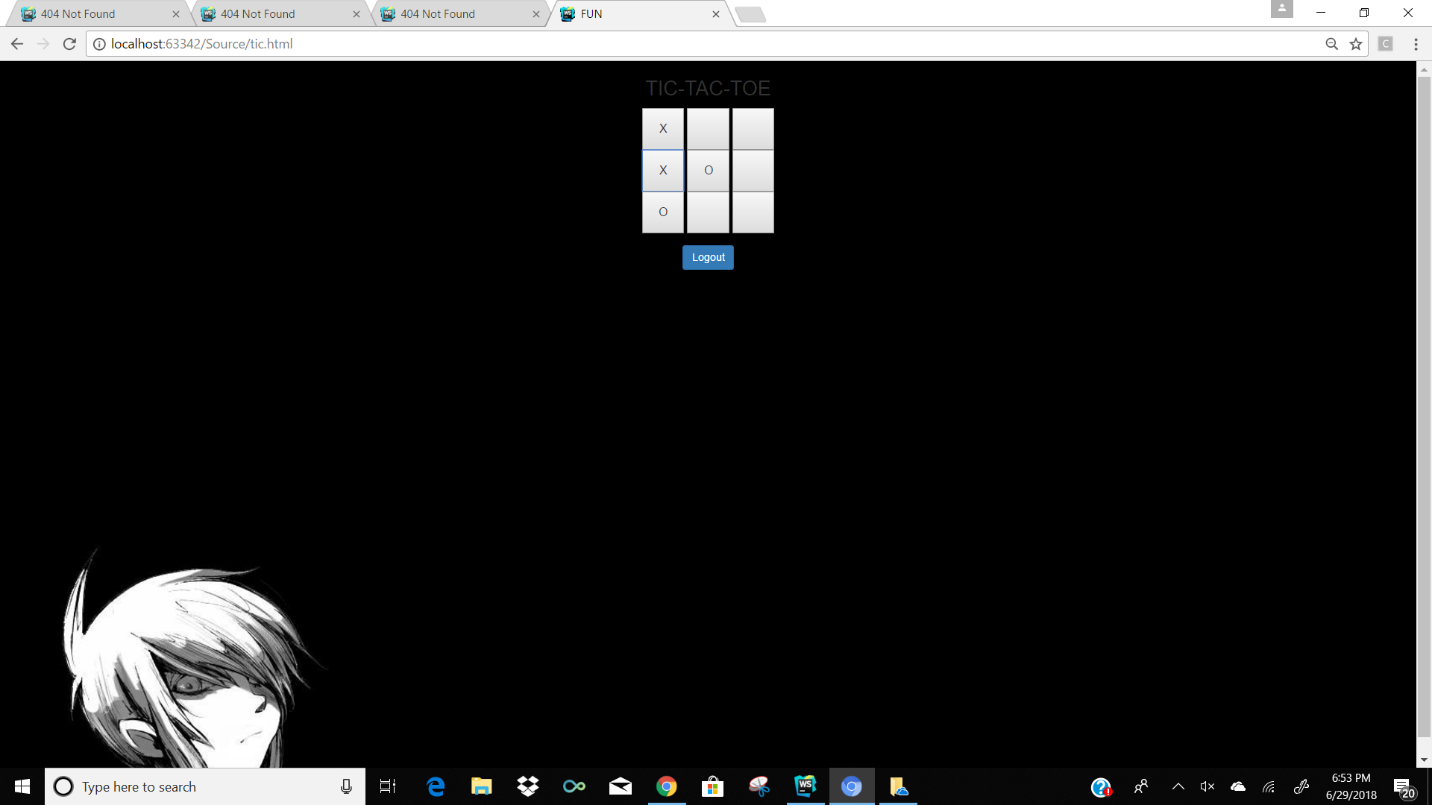 404 Not Found 404 Not Found 404 Not Found FUN
localhost:63342/Source/tic.html C
TIC-TAC-TOE
X
X O
O
Logout
Type here to search WS 6:53 PM
6/29/2018 20